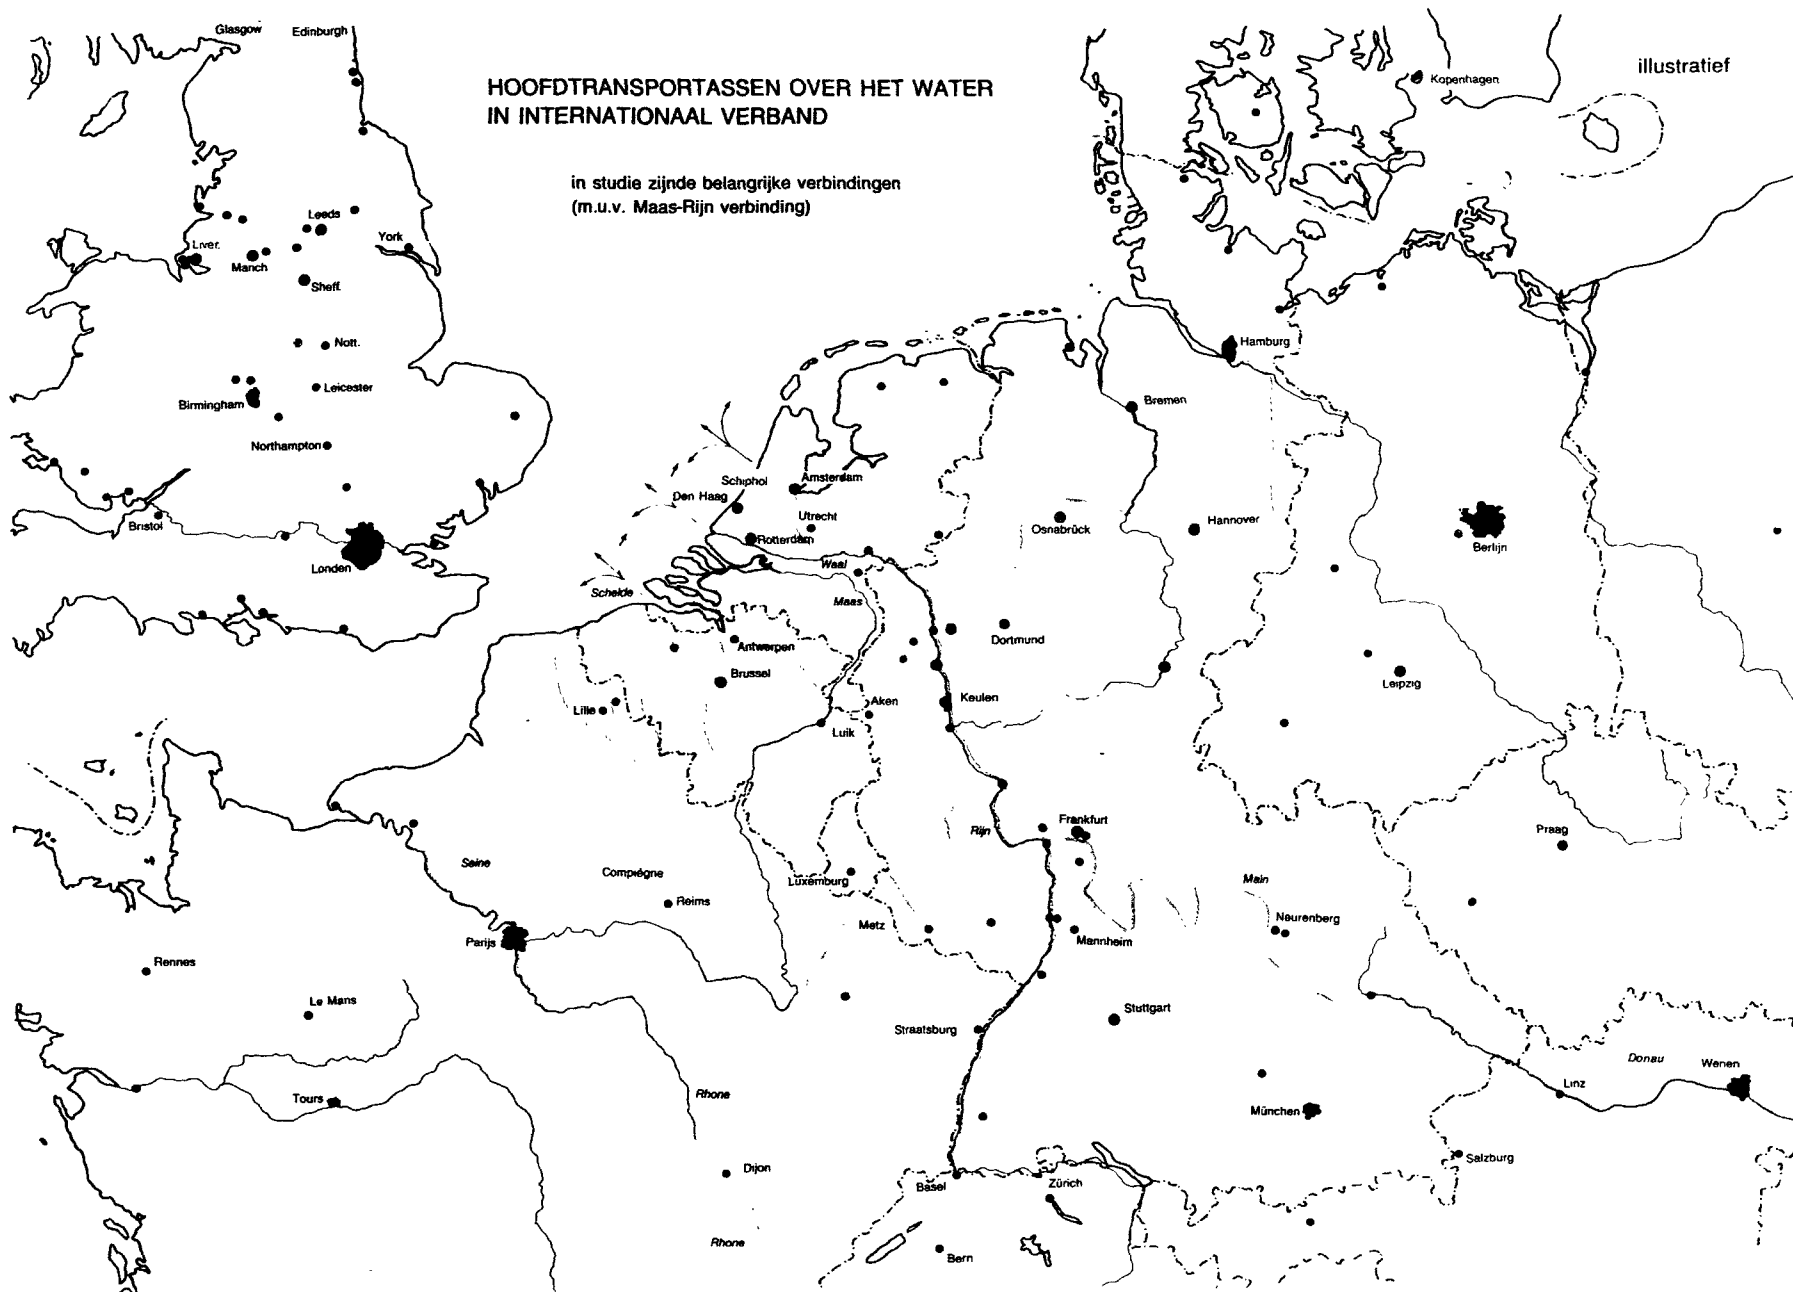 Glasgow
Edinburgh
HOOFDTRANSPORTASSEN OVER HET WATER
IN INTERNATIONAAL VERBAND
in studie zijnde belangrijke verbindingen
(m.u.v. Maas-Rijn verbinding)
illustratief
Kopenhagen
Leeds
York
Liver.
Manch
Sheff.
Nott.
Leicester
Birmingham
Northampton
Bristol
Londen
Hamburg
Bremen
Schiphol
Amsterdam
Den Haag
Utrecht
Rotterdam
Osnabrück
Hannover
Berlijn
Waal
Schelde
Maas
Antwerpen
Dortmund
Brussel
Leipzig
Lille
Aken
Keulen
Luik
Rijn
Frankfurt
Praag
Seine
Compiégne
Luxemburg
Main
Reims
Metz
Neurenberg
Parijs
Mannheim
Rennes
Le Mans
Straatsburg
Stuttgart
Donau
Wenen
Linz
Tours
Rhone
München
Dijon
Salzburg
Basel
Zürich
Rhone
Bern